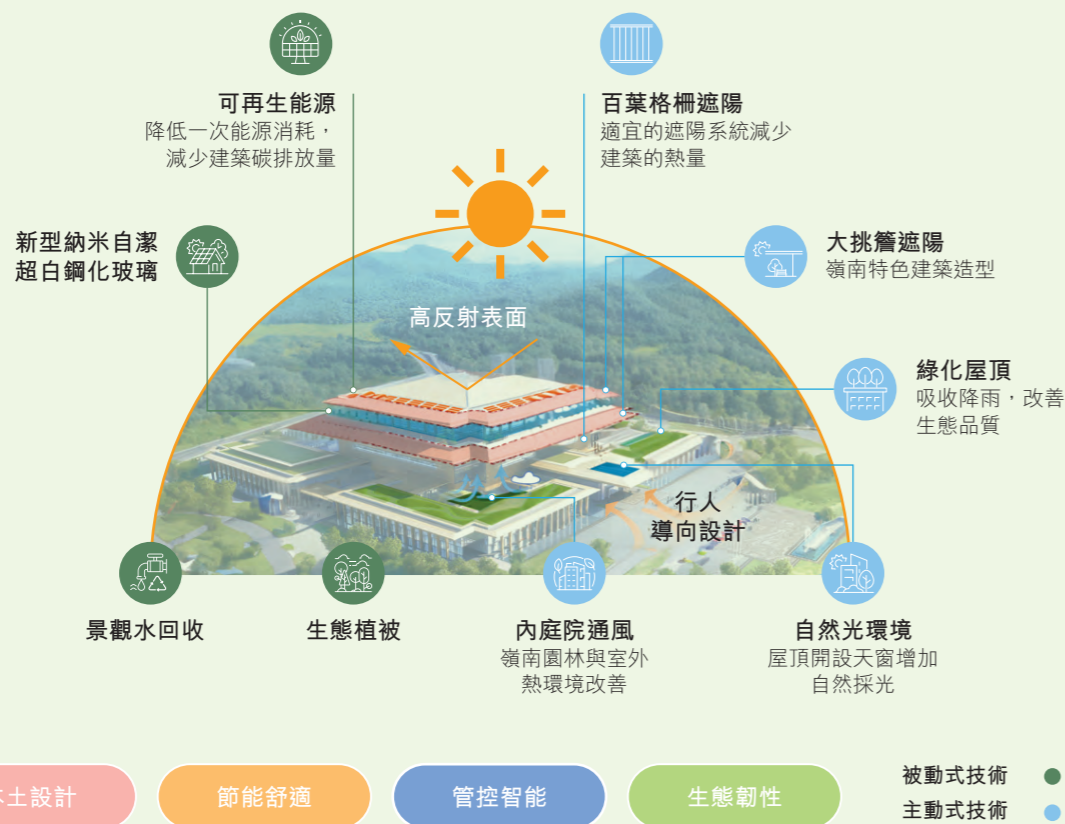 可再生能源
降低一次能源消耗，
減少建築碳排放量
百葉格柵遮陽
適宜的遮陽系統減少
建築的熱量
新型納米自潔
超白鋼化玻璃
大挑簷遮陽
嶺南特色建築造型
高反射表面
綠化屋頂
吸收降雨，改善
生態品質
行人
導向設計
景觀水回收
生態植被
內庭院通風
嶺南園林與室外
熱環境改善
自然光環境
屋頂開設天窗增加
自然採光
土設計
節能舒適
管控智能
生態韌性
被動式技術
主動式技術